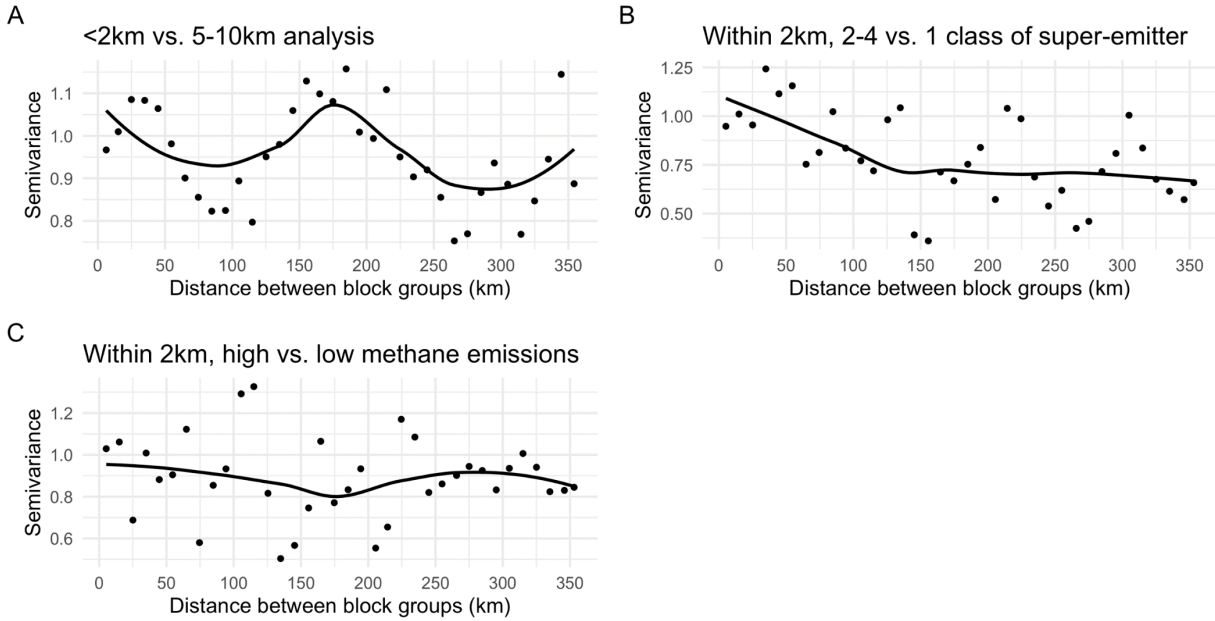 A
<2km vs. 5-10km analysis
Semivariance
1.1
1.0
0.9
0.8
0 50 100 150 200 250 300 350
Distance between block groups (km)
B
Within 2km, 2-4 vs. 1 class of super-emitter
Semivariance
1.25
1.00
0.75
0.50
0 50 100 150 200 250 300 350
Distance between block groups (km)
C
Within 2km, high vs. low methane emissions
Semivariance
1.2
1.0
0.8
0.6
0 50 100 150 200 250 300 350
Distance between block groups (km)